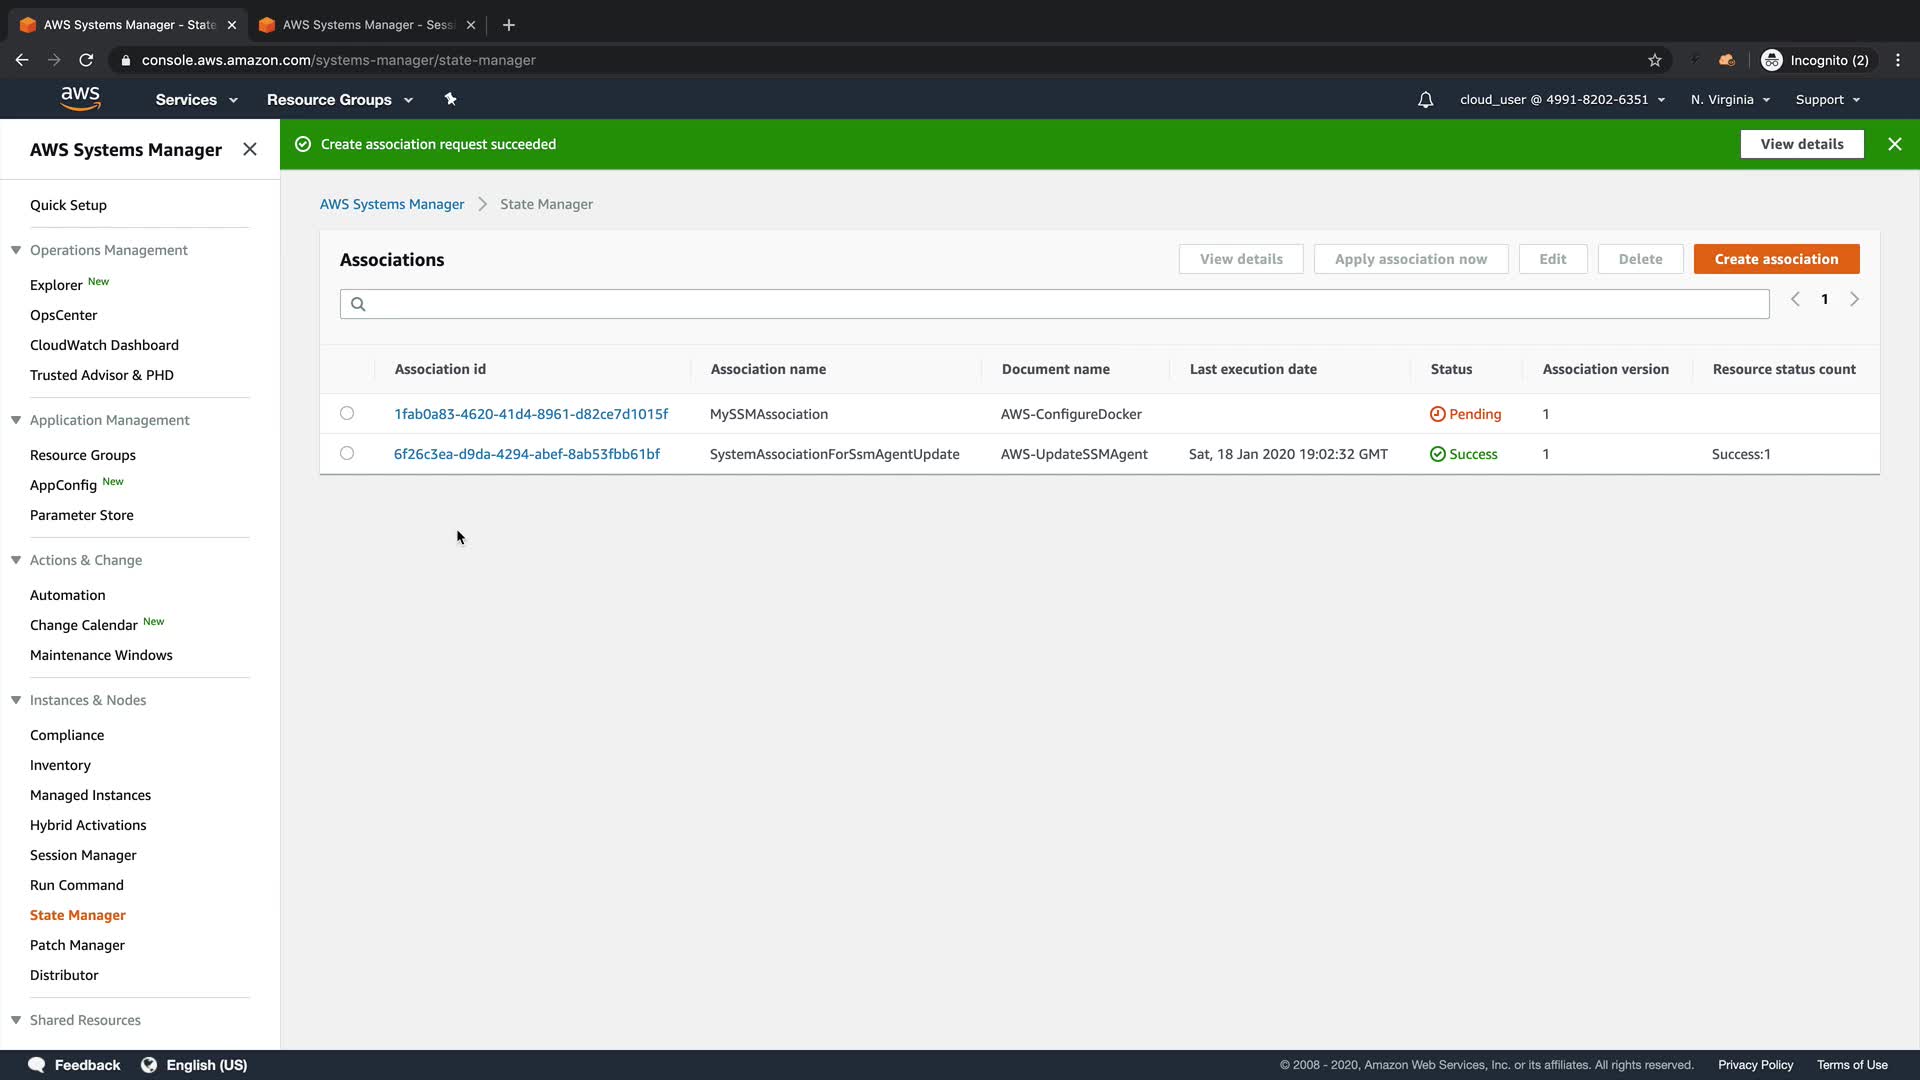 AWS Systems Manager - State
AWS Systems Manager - Sess
console.aws.amazon.com/systems-manager/state-manager
Incognito (2)
aws
Services
Resource Groups
cloud_user @ 4991-8202-6351
N. Virginia
Support
AWS Systems Manager
Create association request succeeded
View details
Quick Setup
Operations Management
Explorer New
OpsCenter
CloudWatch Dashboard
Trusted Advisor & PHD
Application Management
Resource Groups
AppConfig New
Parameter Store
Actions & Change
Automation
Change Calendar New
Maintenance Windows
Instances & Nodes
Compliance
Inventory
Managed Instances
Hybrid Activations
Session Manager
Run Command
State Manager
Patch Manager
Distributor
Shared Resources
AWS Systems Manager > State Manager
Associations
View details
Apply association now
Edit
Delete
Create association
1
Association id Association name Document name Last execution date Status Association version Resource status count
1fab0a83-4620-41d4-8961-d82ce7d1015f MySSMAssociation AWS-ConfigureDocker Pending 1
6f26c3ea-d9da-4294-abef-8ab53fbb61bf SystemAssociationForSsmAgentUpdate AWS-UpdateSSMAgent Sat, 18 Jan 2020 19:02:32 GMT Success 1 Success:1
Feedback
English (US)
© 2008 - 2020, Amazon Web Services, Inc. or its affiliates. All rights reserved.
Privacy Policy
Terms of Use